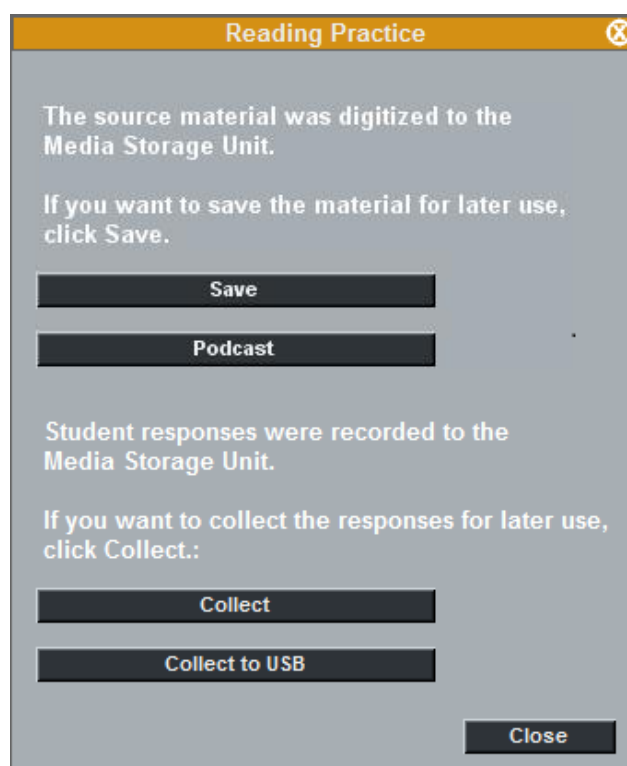 Reading Practice
The source material was digitized to the
Media Storage Unit.
If you want to save the material for later use,
click Save.
Save
Podcast
Student responses were recorded to the
Media Storage Unit.
If you want to collect the responses for later use,
click Collect.:
Collect
Collect to USB
Close